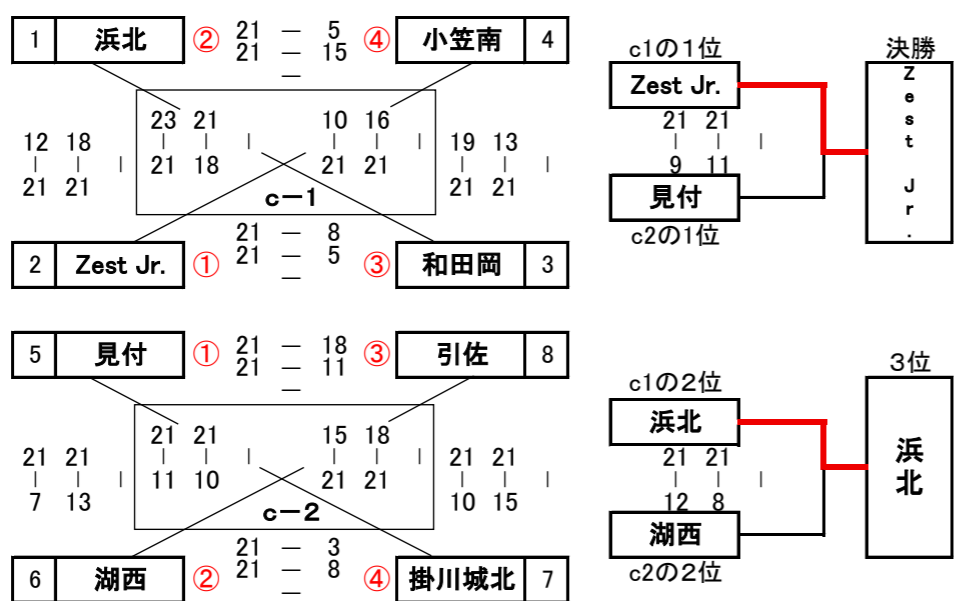 1 浜北 ② 21 — 5 ④ 小笠南 4
21 — 15
—
23 21 10 16
12 18 | | | | | 19 13
| | | 21 18 21 21 | | |
21 21 21 21
c－1
21 — 8
2 Zest Jr. ① 21 — 5 ③ 和田岡 3
—
c1の1位 決勝
Zest Jr.
21 21
| | |
9 11
見付
c2の1位
Zest Jr.
5 見付 ① 21 — 18 ③ 引佐 8
21 — 11
—
21 21 15 18
21 21 | | | | | 21 21
| | | 11 10 21 21 | | |
7 13 10 15
c－2
21 — 3
6 湖西 ② 21 — 8 ④ 掛川城北 7
—
c1の2位 3位
浜北
21 21
| | |
12 8
湖西
c2の2位
浜北